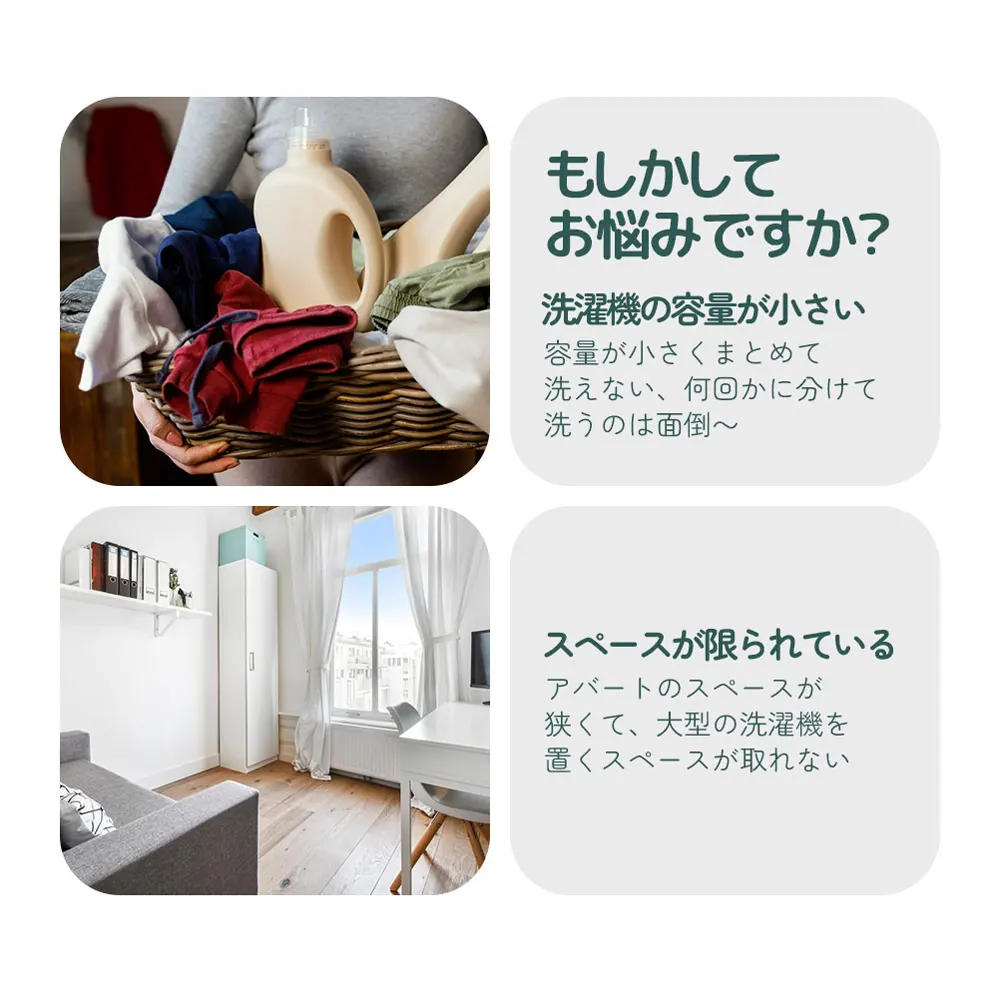 もしかして
お悩みですか?
洗濯機の容量が小さい
容量が小さくまとめて
洗えない、何回かに分けて
洗うのは面倒〜
スペースが限られている
アバートのスペースが
狭くて、大型の洗濯機を
置くスペースが取れない